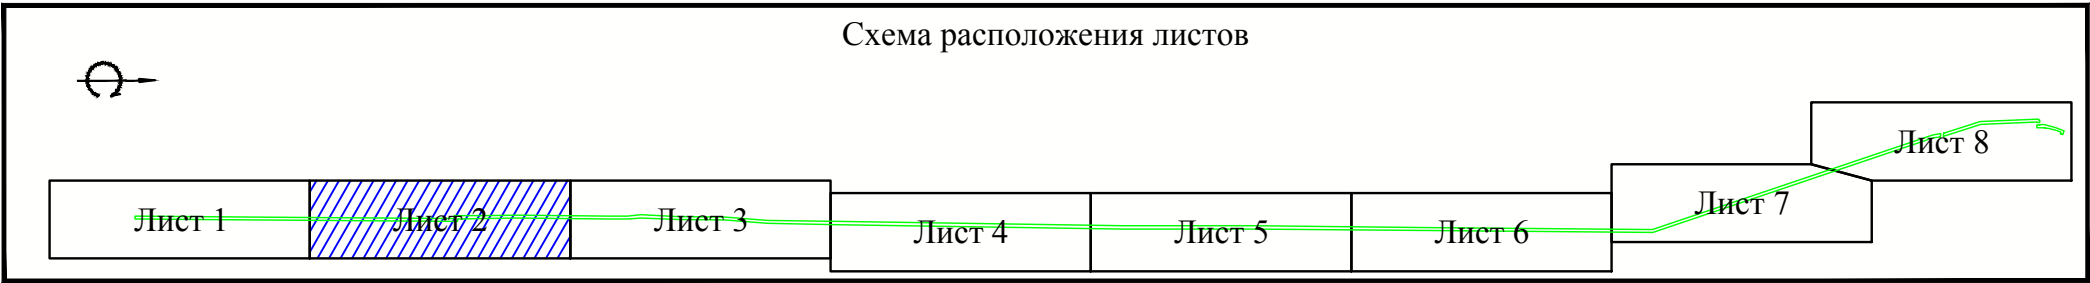 Схема расположения листов
Лист 1
Лист 2
Лист 3
Лист 4
Лист 5
Лист 6
Лист 7
Лист 8